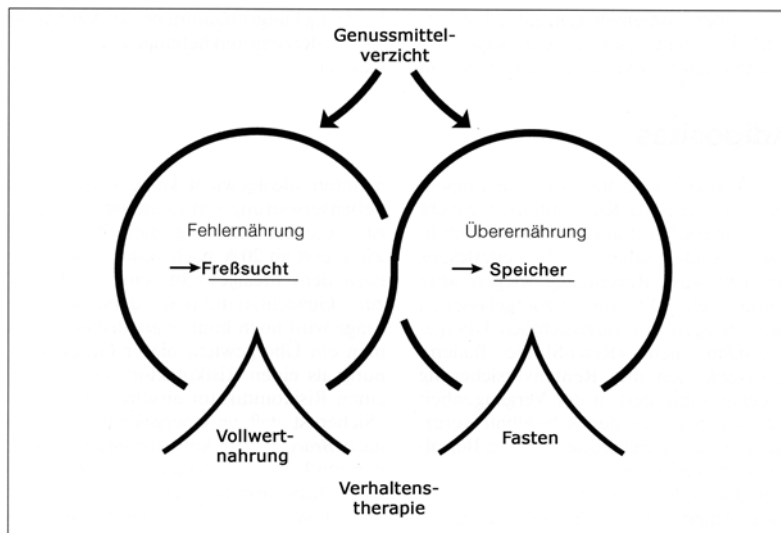 Genussmittel-
verzicht
Fehlernährung
Freßsucht
Überernährung
Speicher
Vollwert-
nahrung
Fasten
Verhaltens-
therapie